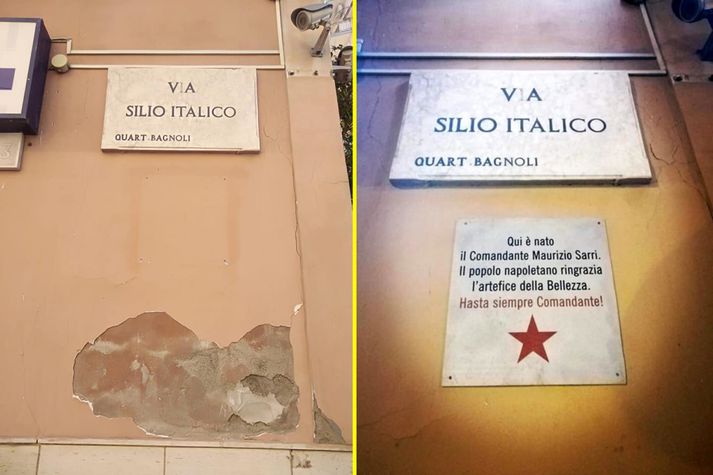 VIA
SILIO ITALICO
QUART. BAGNOLI
VIA
SILIO ITALICO
QUART. BAGNOLI
Qui è nato
il Comandante Maurizio Sarri.
Il popolo napoletano ringrazia
l'artefice della Bellezza.
Hasta siempre Comandante!